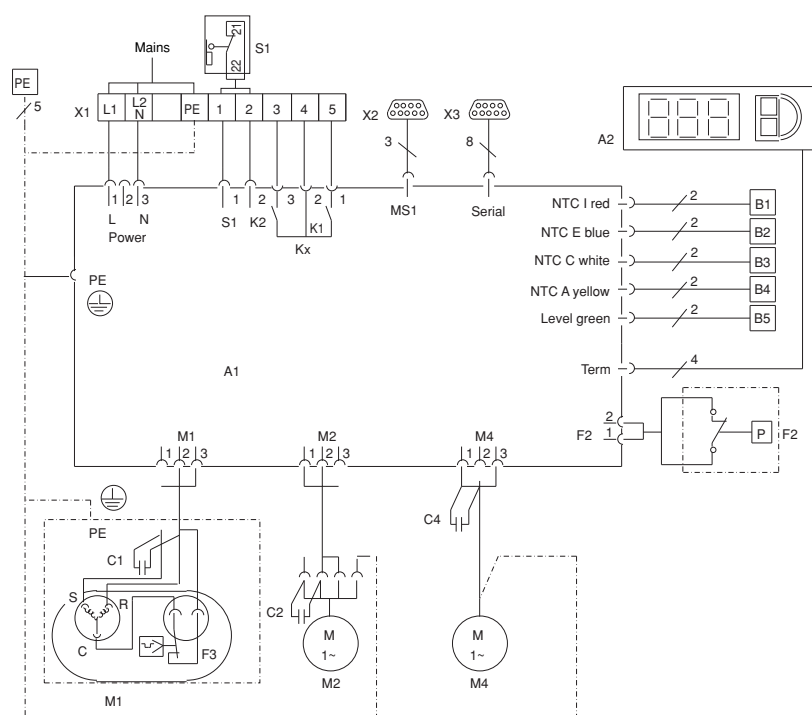 Mains
21
22
S1
PE
5
X1
L1
L2
N
PE
1
2
3
4
5
X2
X3
3
8
A2
1
2
3
L
N
Power
1
2
3
2
1
S1
K2
K1
Kx
MS1
Serial
NTC I red
2
B1
NTC E blue
2
B2
NTC C white
2
B3
NTC A yellow
2
B4
Level green
2
B5
PE
A1
Term
4
2
1
F2
P
F2
M1
1
2
3
M2
1
2
3
M4
1
2
3
PE
C1
C4
S
R
C
F3
M1
C2
M
1~
M2
M
1~
M4